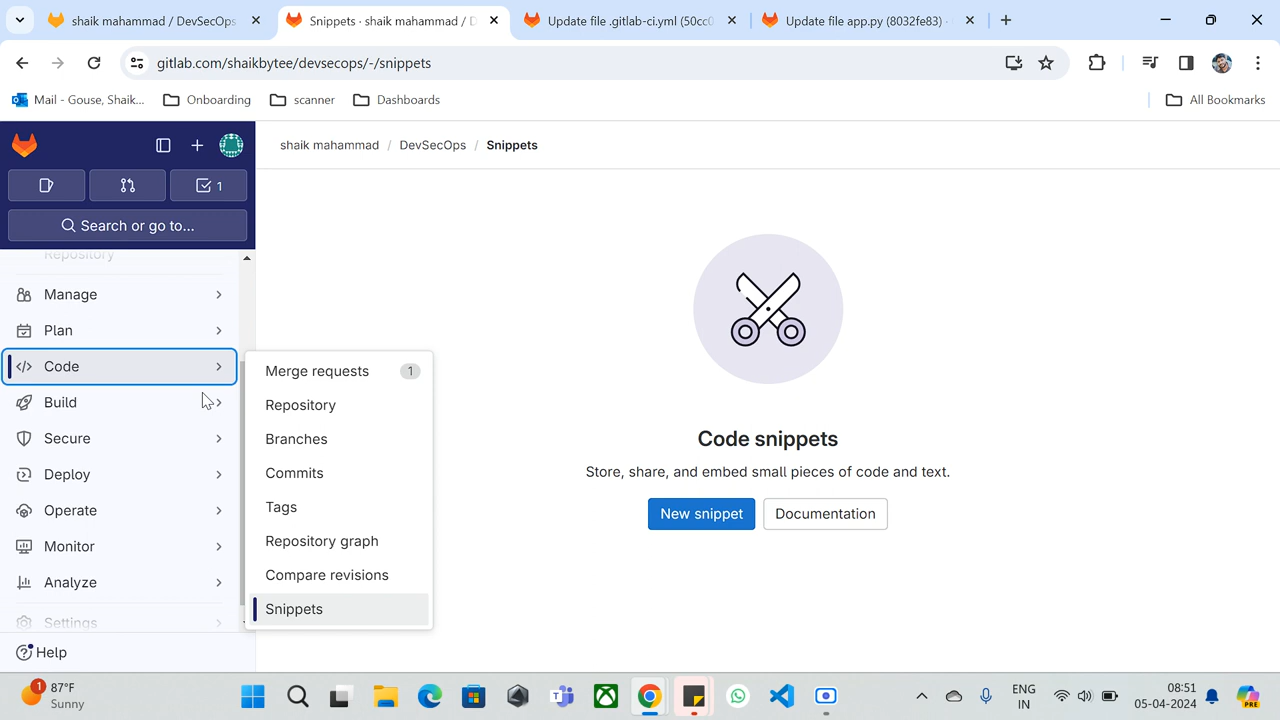 shaik mahammad / DevSecOps
Snippets · shaik mahammad / D
Update file .gitlab-ci.yml (50cc0
Update file app.py (8032fe83) ·
gitlab.com/shaikbytee/devsecops/-/snippets
Mail - Gouse, Shaik...
Onboarding
scanner
Dashboards
All Bookmarks
1
Search or go to...
Repository
Manage
Plan
Code
Build
Secure
Deploy
Operate
Monitor
Analyze
Settings
Help
Merge requests 1
Repository
Branches
Commits
Tags
Repository graph
Compare revisions
Snippets
shaik mahammad / DevSecOps / Snippets
Code snippets
Store, share, and embed small pieces of code and text.
New snippet
Documentation
1
87°F
Sunny
ENG
IN
08:51
05-04-2024
PRE